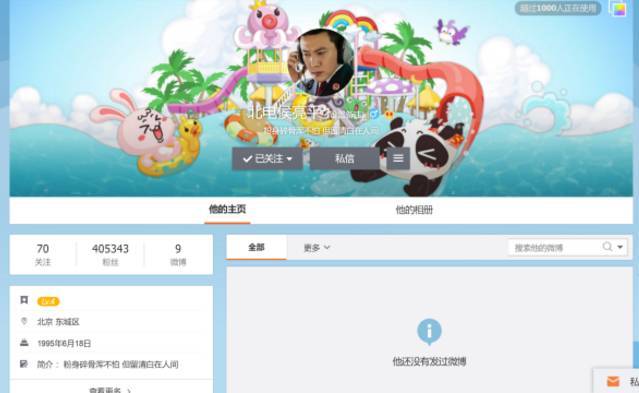 超过1000人正在使用
北电侯亮平
粉身碎骨浑不怕 但留清白在人间
已关注
私信
他的主页
他的相册
70
405343
9
关注
粉丝
微博
全部
更多
搜索他的微博
Lv.4
北京 东城区
1995年6月18日
简介： 粉身碎骨浑不怕 但留清白在人间
查看更多
他还没有发过微博
私